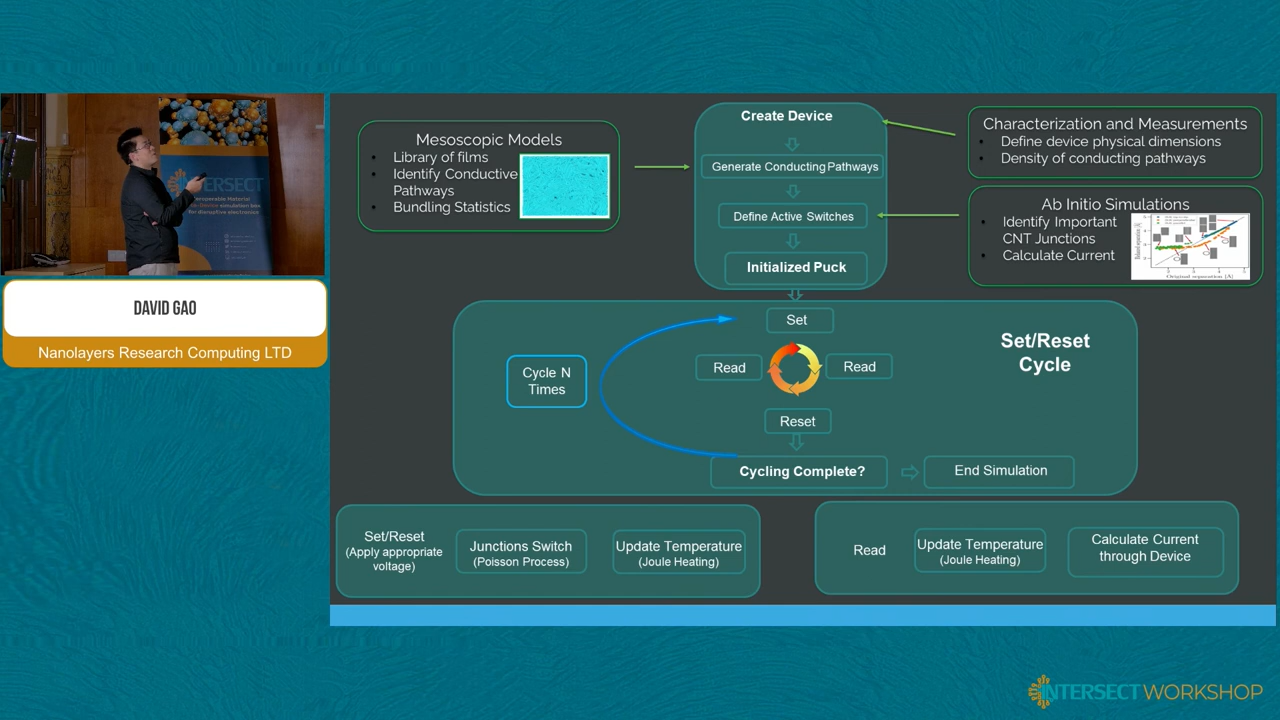 INTERSECT
DAVID GAO
Nanolayers Research Computing LTD
Mesoscopic Models
Library of films
Identify Conductive
Pathways
Bundling Statistics
Create Device
Generate Conducting Pathways
Define Active Switches
Initialized Puck
Characterization and Measurements
Define device physical dimensions
Density of conducting pathways
Ab Initio Simulations
Identify Important
CNT Junctions
Calculate Current
Original separation [Å]
Set/Reset
Cycle
Set
Read
Read
Reset
Cycle N
Times
Cycling Complete?
End Simulation
Set/Reset
(Apply appropriate
voltage)
Junctions Switch
(Poisson Process)
Update Temperature
(Joule Heating)
Read
Update Temperature
(Joule Heating)
Calculate Current
through Device
INTERSECT WORKSHOP